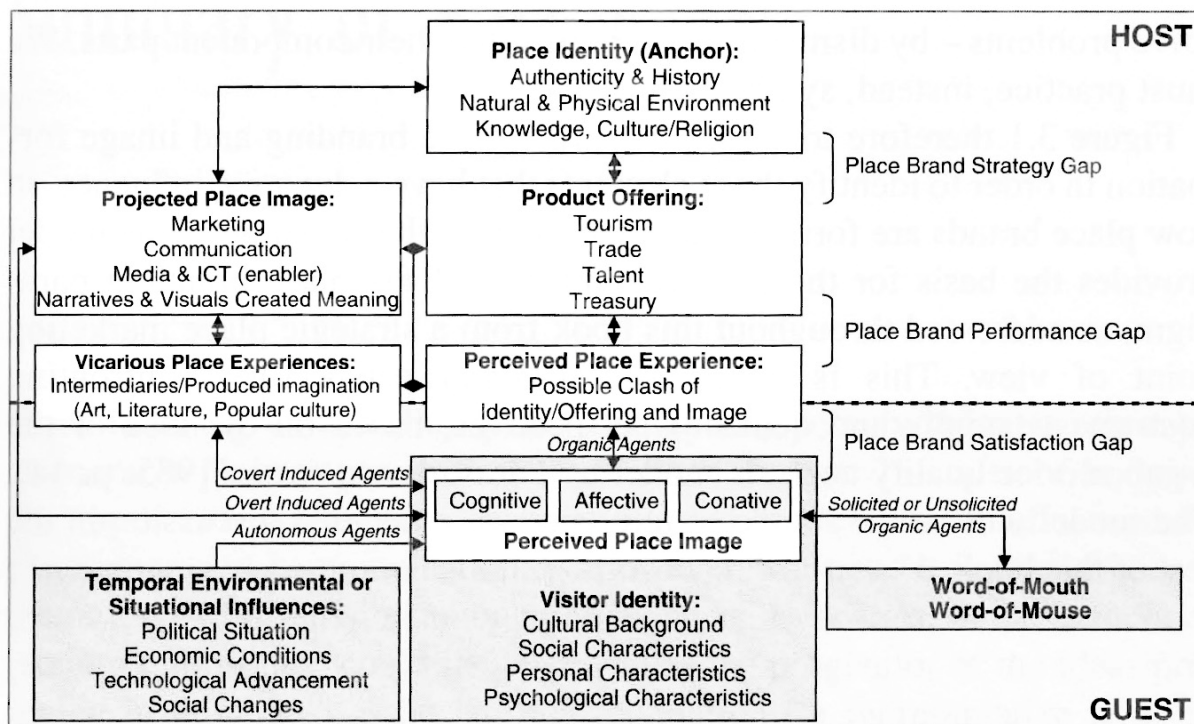 HOST
Place Identity (Anchor):
Authenticity & History
Natural & Physical Environment
Knowledge, Culture/Religion
Place Brand Strategy Gap
Projected Place Image:
Marketing
Communication
Media & ICT (enabler)
Narratives & Visuals Created Meaning
Product Offering:
Tourism
Trade
Talent
Treasury
Place Brand Performance Gap
Vicarious Place Experiences:
Intermediaries/Produced imagination
(Art, Literature, Popular culture)
Perceived Place Experience:
Possible Clash of
Identity/Offering and Image
Place Brand Satisfaction Gap
Organic Agents
Covert Induced Agents
Overt Induced Agents
Autonomous Agents
Cognitive
Affective
Conative
Perceived Place Image
Solicited or Unsolicited
Organic Agents
Temporal Environmental or
Situational Influences:
Political Situation
Economic Conditions
Technological Advancement
Social Changes
Visitor Identity:
Cultural Background
Social Characteristics
Personal Characteristics
Psychological Characteristics
Word-of-Mouth
Word-of-Mouse
GUEST